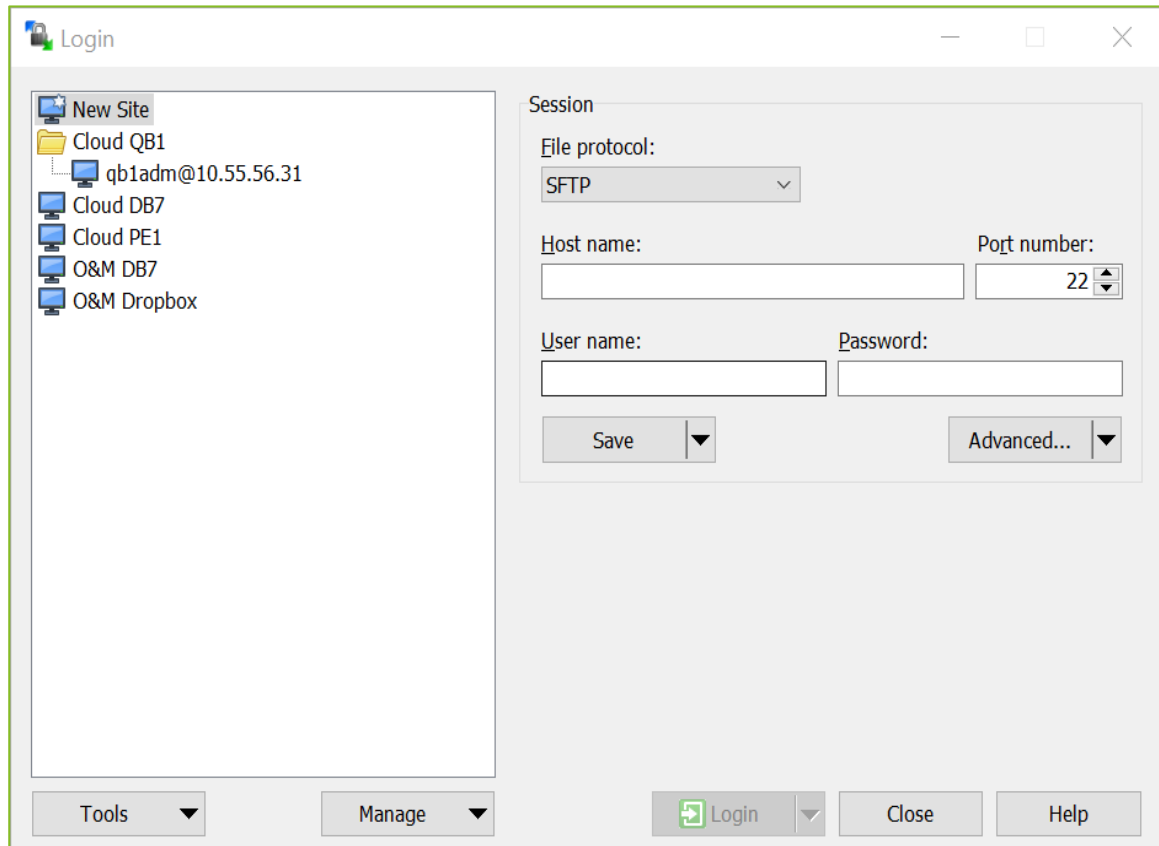 Login
New Site
Cloud QB1
qb1adm@10.55.56.31
Cloud DB7
Cloud PE1
O&M DB7
O&M Dropbox
Session
File protocol:
SFTP
Host name: Port number:
22
User name: Password:
Save Advanced...
Tools Manage Login Close Help